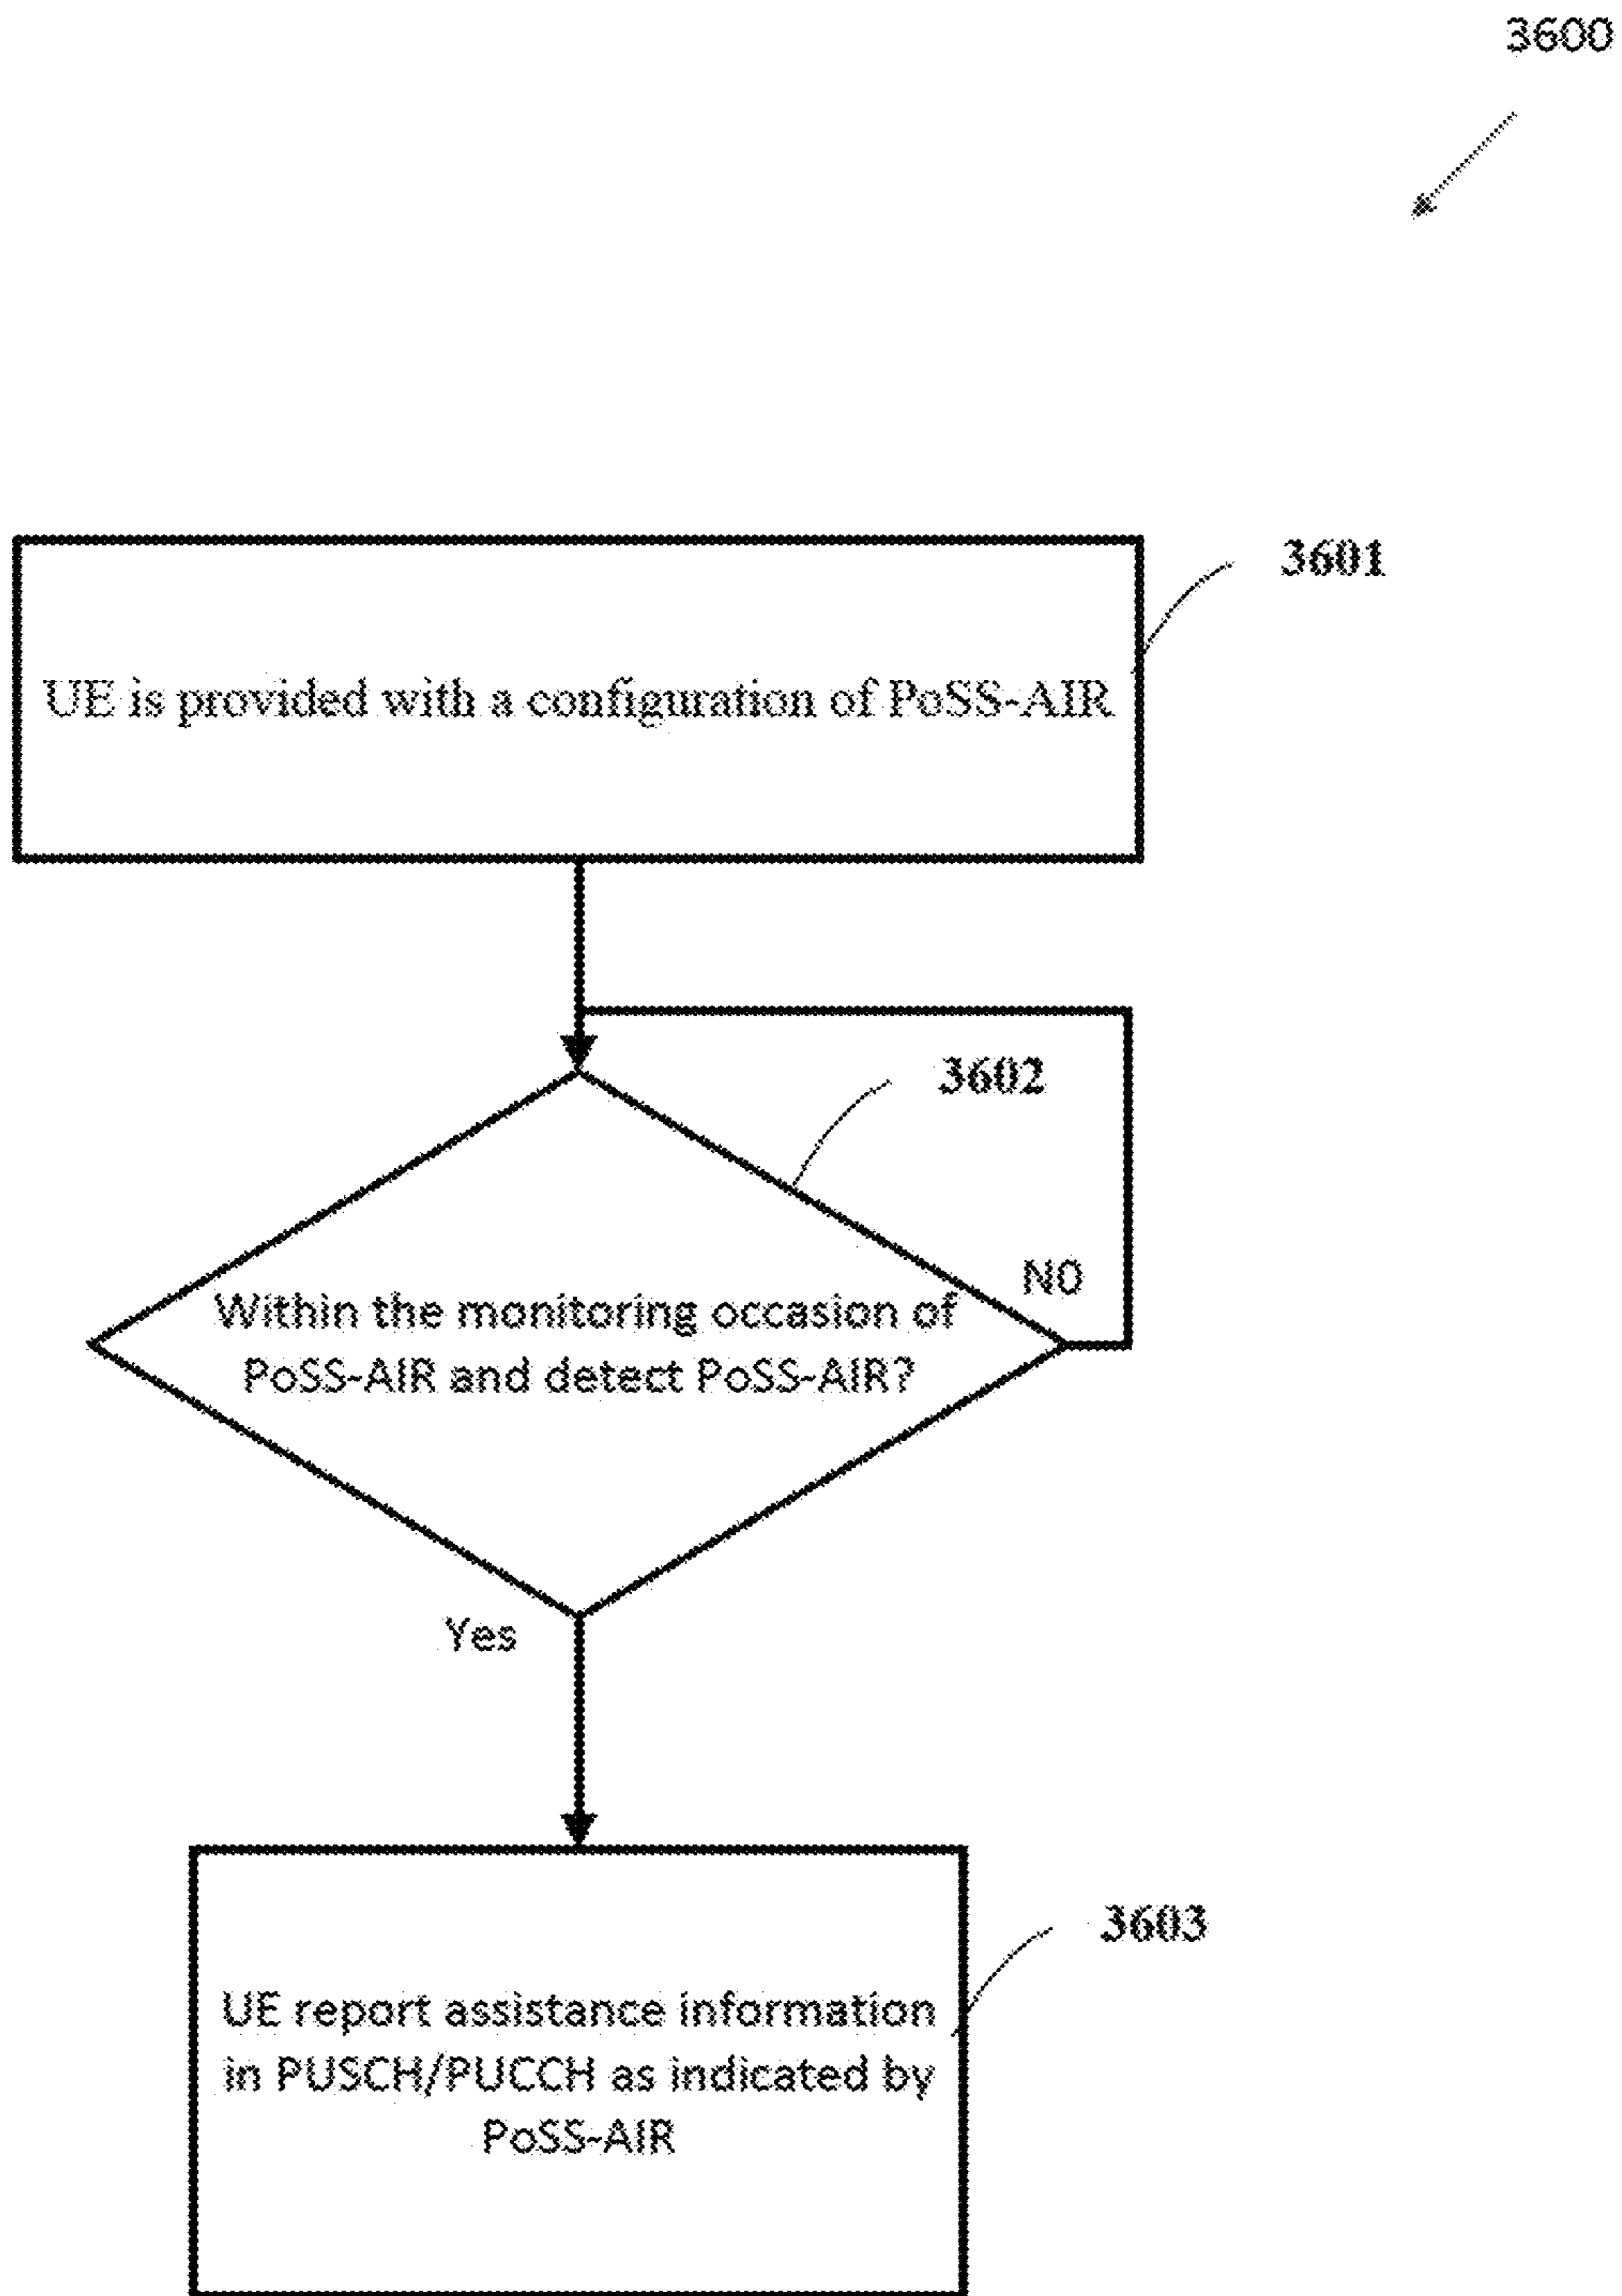 3600
3601
UE is provided with a configuration of PoSS-AIR
3602
NO
Within the monitoring occasion of
PoSS-AIR and detect PoSS-AIR?
Yes
3603
UE report assistance information
in PUSCH/PUCCH as indicated by
PoSS-AIR